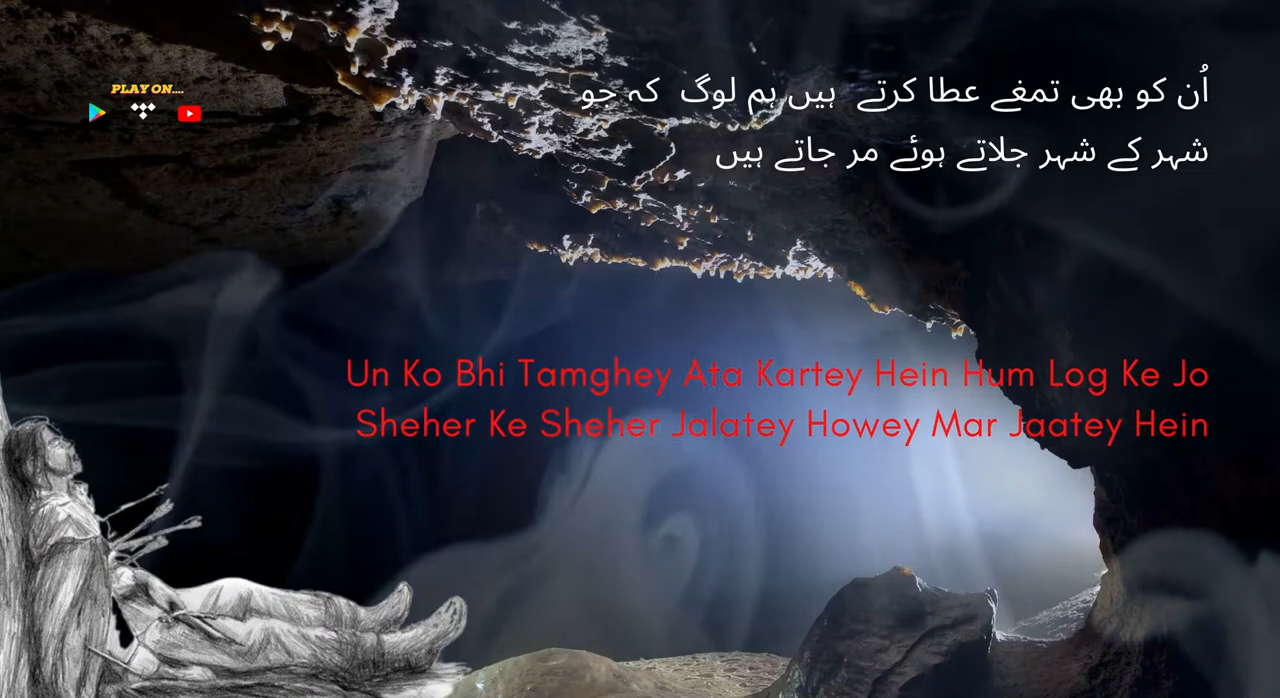 PLAY ON....
اُن کو بھی تمغے عطا کرتے ہیں ہم لوگ کہ جو
شہر کے شہر جلاتے ہوئے مر جاتے ہیں
Un Ko Bhi Tamghey Ata Kartey Hein Hum Log Ke Jo
Sheher Ke Sheher Jalatey Howey Mar Jaatey Hein